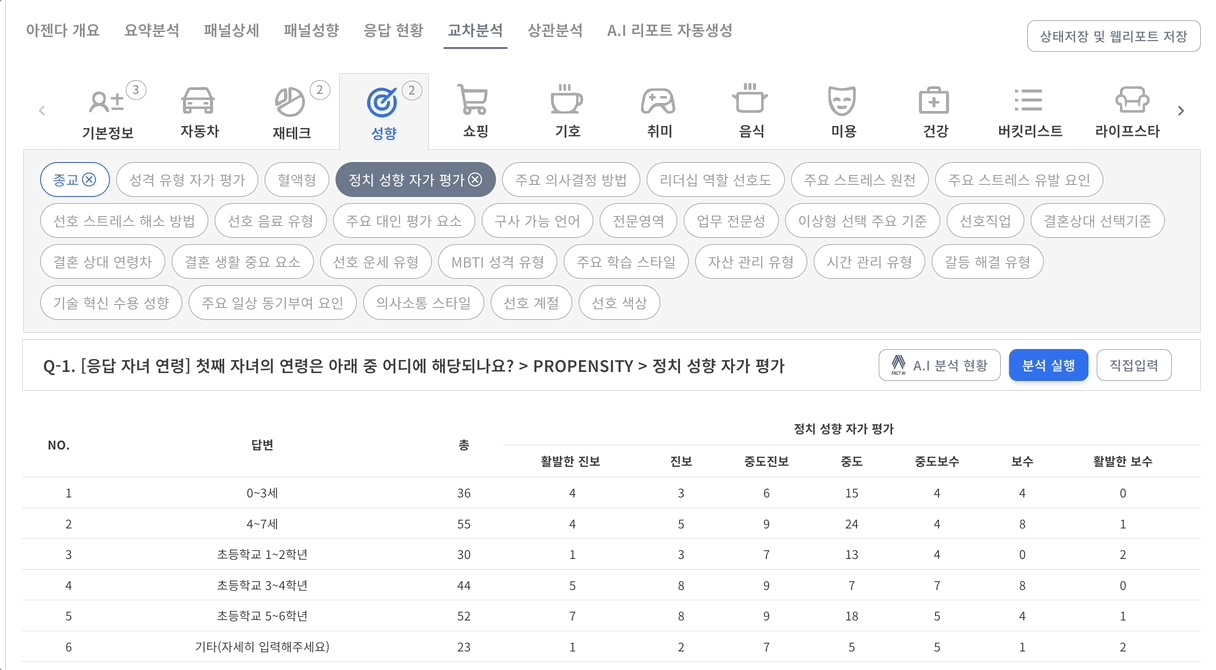 아젠다 개요 요약분석 패널상세 패널성향 응답 현황 교차분석 상관분석 A.I 리포트 자동생성 상태저장 및 웹리포트 저장
3 2 2
기본정보 자동차 재테크 성향 쇼핑 기호 취미 음식 미용 건강 버킷리스트 라이프스타
종교 성격 유형 자가 평가 혈액형 정치 성향 자가 평가 주요 의사결정 방법 리더십 역할 선호도 주요 스트레스 원천 주요 스트레스 유발 요인
선호 스트레스 해소 방법 선호 음료 유형 주요 대인 평가 요소 구사 가능 언어 전문영역 업무 전문성 이상형 선택 주요 기준 선호직업 결혼상대 선택기준
결혼 상대 연령차 결혼 생활 중요 요소 선호 운세 유형 MBTI 성격 유형 주요 학습 스타일 자산 관리 유형 시간 관리 유형 갈등 해결 유형
기술 혁신 수용 성향 주요 일상 동기부여 요인 의사소통 스타일 선호 계절 선호 색상
Q-1. [응답 자녀 연령] 첫째 자녀의 연령은 아래 중 어디에 해당되나요? > PROPENSITY > 정치 성향 자가 평가 FACT AI A.I 분석 현황 분석 실행 직접입력
NO. 답변 총 정치 성향 자가 평가
활발한 진보 진보 중도진보 중도 중도보수 보수 활발한 보수
1 0~3세 36 4 3 6 15 4 4 0
2 4~7세 55 4 5 9 24 4 8 1
3 초등학교 1~2학년 30 1 3 7 13 4 0 2
4 초등학교 3~4학년 44 5 8 9 7 7 8 0
5 초등학교 5~6학년 52 7 8 9 18 5 4 1
6 기타(자세히 입력해주세요) 23 1 2 7 5 5 1 2